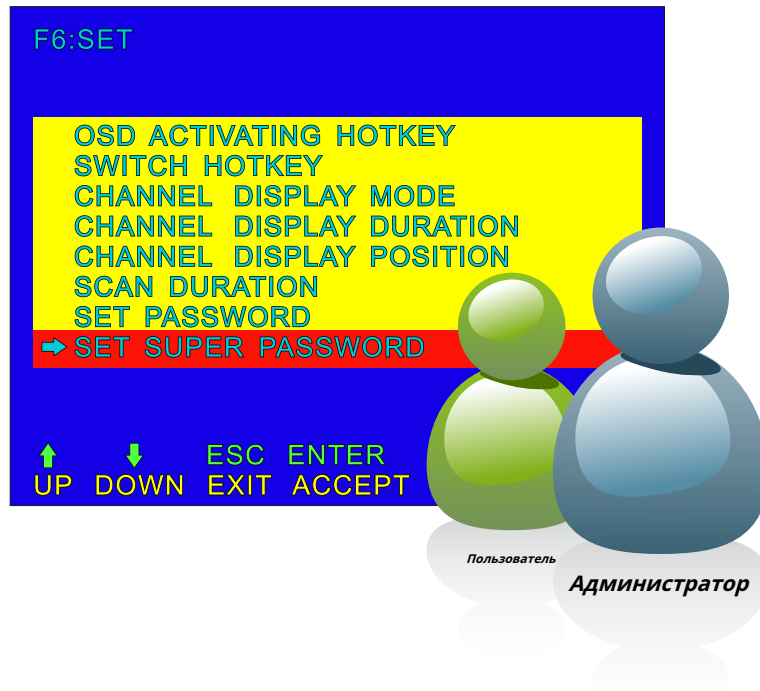 F6:SET
OSD ACTIVATING HOTKEY
SWITCH HOTKEY
CHANNEL DISPLAY MODE
CHANNEL DISPLAY DURATION
CHANNEL DISPLAY POSITION
SCAN DURATION
SET PASSWORD
SET SUPER PASSWORD
ESC ENTER
UP DOWN EXIT ACCEPT
Пользователь
Администратор